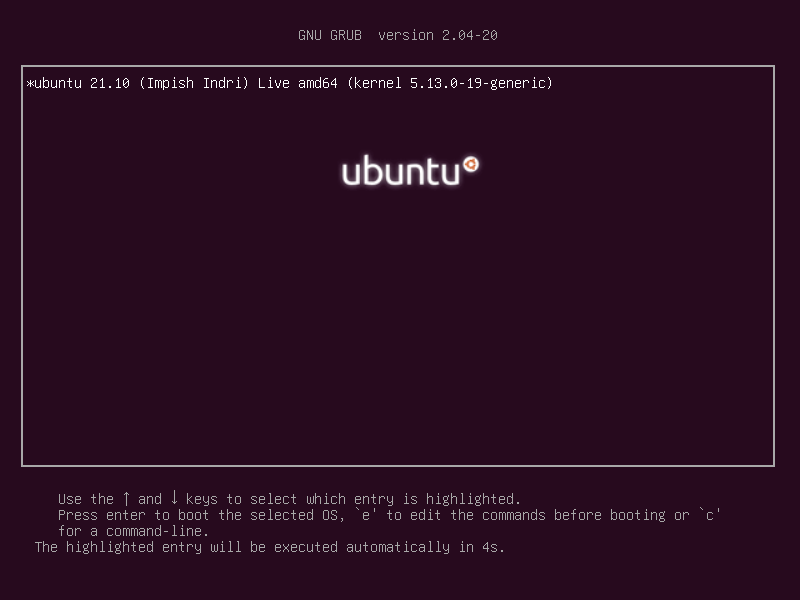 GNU GRUB  version 2.04-20
*ubuntu 21.10 (Impish Indri) Live amd64 (kernel 5.13.0-19-generic)
ubuntu
Use the ↑ and ↓ keys to select which entry is highlighted.
Press enter to boot the selected OS, `e' to edit the commands before booting or `c'
for a command-line.
The highlighted entry will be executed automatically in 4s.